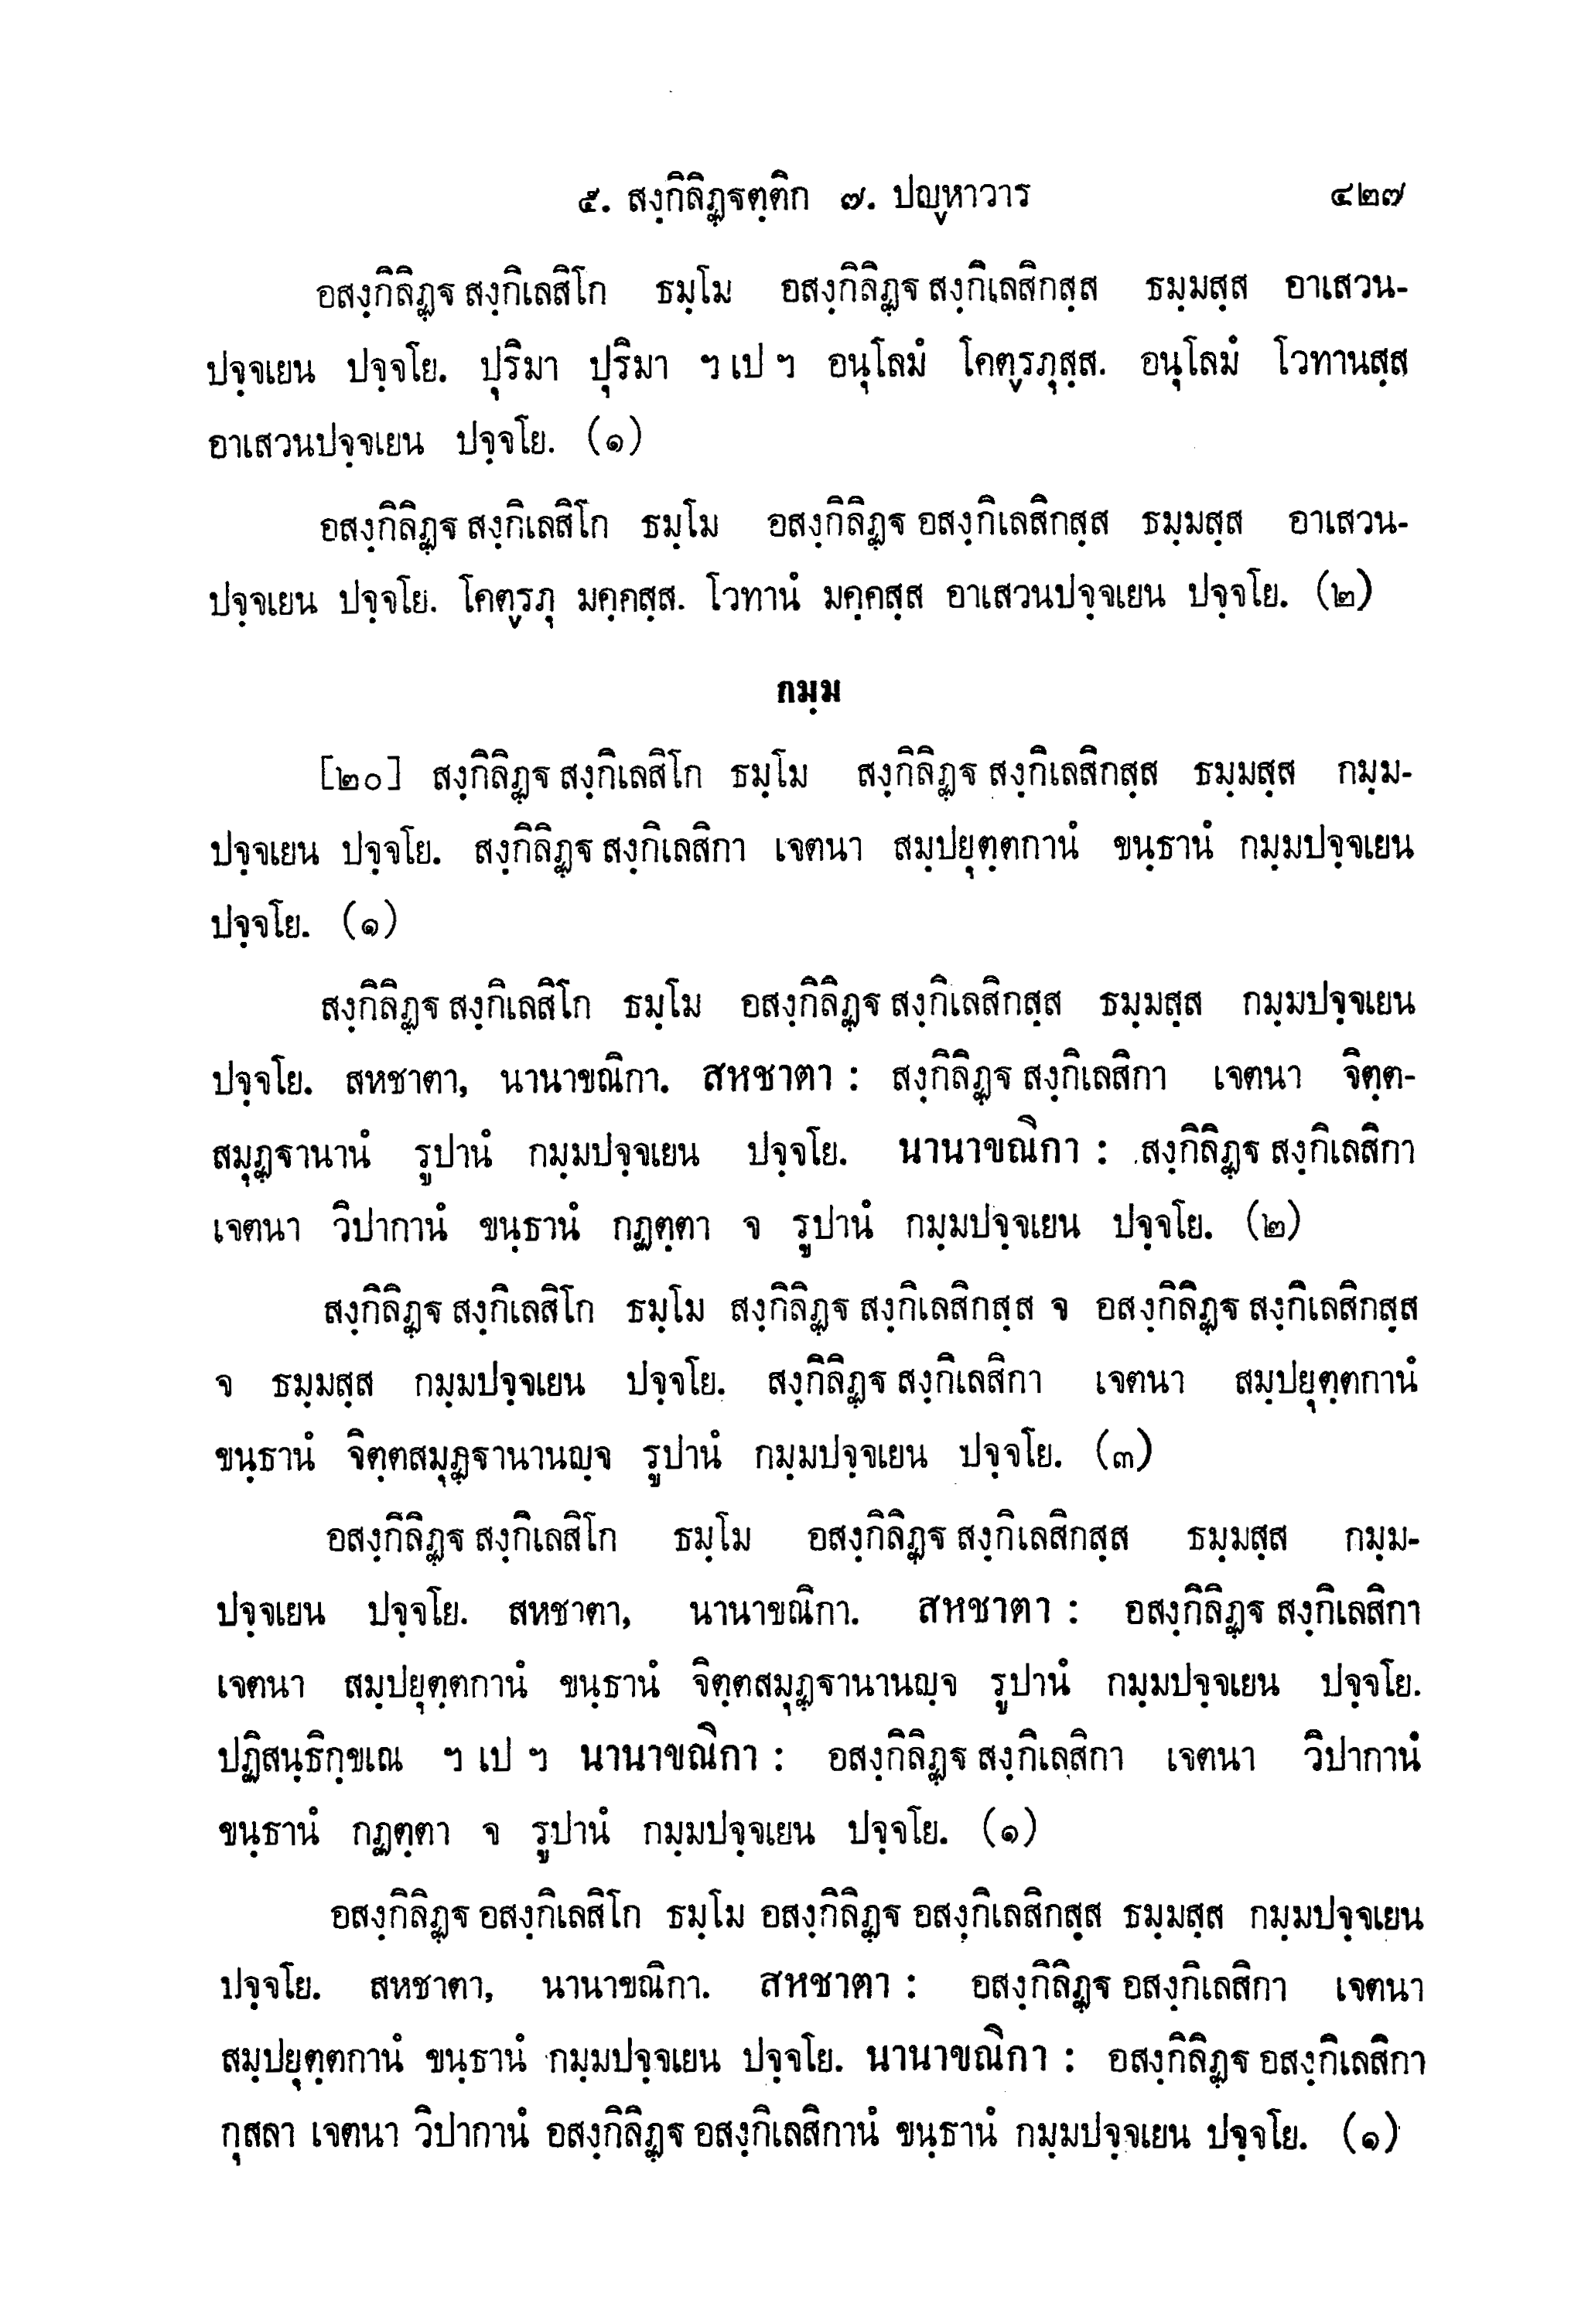 ๕. สงฺกิลิฏฺฐตฺติก ๗. ปญฺหาวาร ๔๒๗
อสงฺกิลิฏฺฐ สงฺกิเลสิโก ธมฺโม อสงฺกิลิฏฺฐ สงฺกิเลสิกสฺส ธมฺมสฺส อาเสวน-
ปจฺจเยน ปจฺจโย. ปุริมา ปุริมา ฯ เป ฯ อนุโลมํ โคตฺรภุสฺส. อนุโลมํ โวทานสฺส
อาเสวนปจฺจเยน ปจฺจโย. (๑)
อสงฺกิลิฏฺฐ สงฺกิเลสิโก ธมฺโม อสงฺกิลิฏฺฐ อสงฺกิเลสิกสฺส ธมฺมสฺส อาเสวน-
ปจฺจเยน ปจฺจโย. โคตฺรภุ มคฺคสฺส. โวทานํ มคฺคสฺส อาเสวนปจฺจเยน ปจฺจโย. (๒)
กมฺม
[๒๐] สงฺกิลิฏฺฐ สงฺกิเลสิโก ธมฺโม สงฺกิลิฏฺฐ สงฺกิเลสิกสฺส ธมฺมสฺส กมฺม-
ปจฺจเยน ปจฺจโย. สงฺกิลิฏฺฐ สงฺกิเลสิกา เจตนา สมฺปยุตฺตกานํ ขนฺธานํ กมฺมปจฺจเยน
ปจฺจโย. (๑)
สงฺกิลิฏฺฐ สงฺกิเลสิโก ธมฺโม อสงฺกิลิฏฺฐ สงฺกิเลสิกสฺส ธมฺมสฺส กมฺมปจฺจเยน
ปจฺจโย. สหชาตา, นานาขณิกา. สหชาตา : สงฺกิลิฏฺฐ สงฺกิเลสิกา เจตนา จิตฺต-
สมุฏฺฐานานํ รูปานํ กมฺมปจฺจเยน ปจฺจโย. นานาขณิกา : สงฺกิลิฏฺฐ สงฺกิเลสิกา
เจตนา วิปากานํ ขนฺธานํ กฏตฺตา จ รูปานํ กมฺมปจฺจเยน ปจฺจโย. (๒)
สงฺกิลิฏฺฐ สงฺกิเลสิโก ธมฺโม สงฺกิลิฏฺฐ สงฺกิเลสิกสฺส จ อสงฺกิลิฏฺฐ สงฺกิเลสิกสฺส
จ ธมฺมสฺส กมฺมปจฺจเยน ปจฺจโย. สงฺกิลิฏฺฐ สงฺกิเลสิกา เจตนา สมฺปยุตฺตกานํ
ขนฺธานํ จิตฺตสมุฏฺฐานานญฺจ รูปานํ กมฺมปจฺจเยน ปจฺจโย. (๓)
อสงฺกิลิฏฺฐ สงฺกิเลสิโก ธมฺโม อสงฺกิลิฏฺฐ สงฺกิเลสิกสฺส ธมฺมสฺส กมฺม-
ปจฺจเยน ปจฺจโย. สหชาตา, นานาขณิกา. สหชาตา : อสงฺกิลิฏฺฐ สงฺกิเลสิกา
เจตนา สมฺปยุตฺตกานํ ขนฺธานํ จิตฺตสมุฏฺฐานานญฺจ รูปานํ กมฺมปจฺจเยน ปจฺจโย.
ปฏิสนฺธิกฺขเณ ฯ เป ฯ นานาขณิกา : อสงฺกิลิฏฺฐ สงฺกิเลสิกา เจตนา วิปากานํ
ขนฺธานํ กฏตฺตา จ รูปานํ กมฺมปจฺจเยน ปจฺจโย. (๑)
อสงฺกิลิฏฺฐ อสงฺกิเลสิโก ธมฺโม อสงฺกิลิฏฺฐ อสงฺกิเลสิกสฺส ธมฺมสฺส กมฺมปจฺจเยน
ปจฺจโย. สหชาตา, นานาขณิกา. สหชาตา : อสงฺกิลิฏฺฐ อสงฺกิเลสิกา เจตนา
สมฺปยุตฺตกานํ ขนฺธานํ กมฺมปจฺจเยน ปจฺจโย. นานาขณิกา : อสงฺกิลิฏฺฐ อสงฺกิเลสิกา
กุสลา เจตนา วิปากานํ อสงฺกิลิฏฺฐ อสงฺกิเลสิกานํ ขนฺธานํ กมฺมปจฺจเยน ปจฺจโย. (๑)